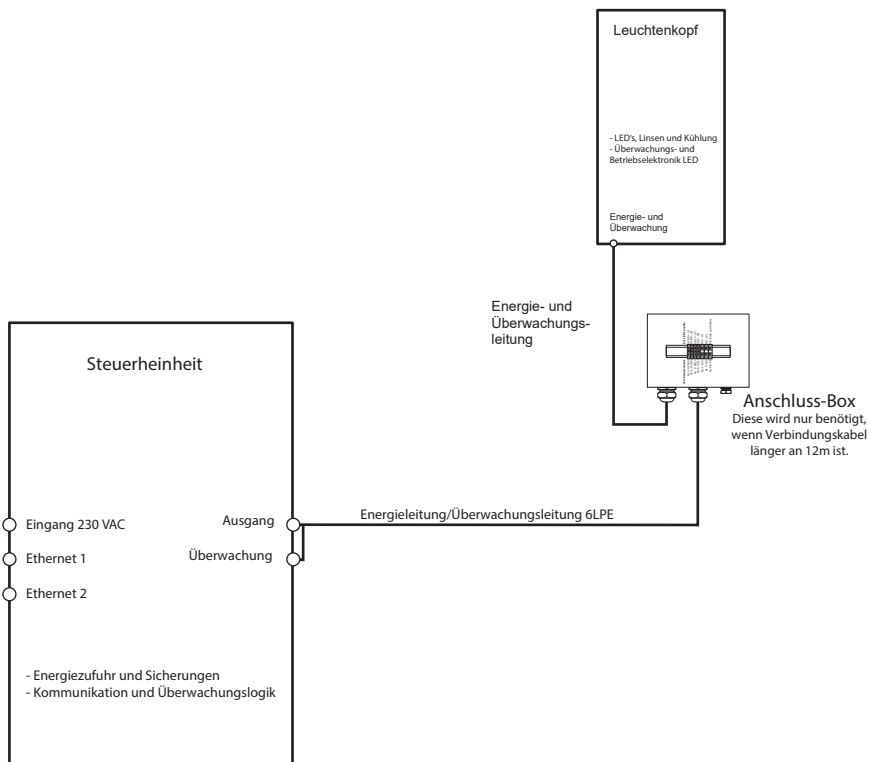 Leuchtenkopf
- LED's, Linsen und Kühlung
- Überwachungs- und
Betriebselektronik LED
Energie- und
Überwachung
Energie- und
Überwachungs-
leitung
Anschluss-Box
Diese wird nur benötigt,
wenn Verbindungskabel
länger an 12m ist.
Steuerheinheit
Eingang 230 VAC
Ethernet 1
Ethernet 2
Ausgang
Überwachung
Energieleitung/Überwachungsleitung 6LPE
- Energiezufuhr und Sicherungen
- Kommunikation und Überwachungslogik